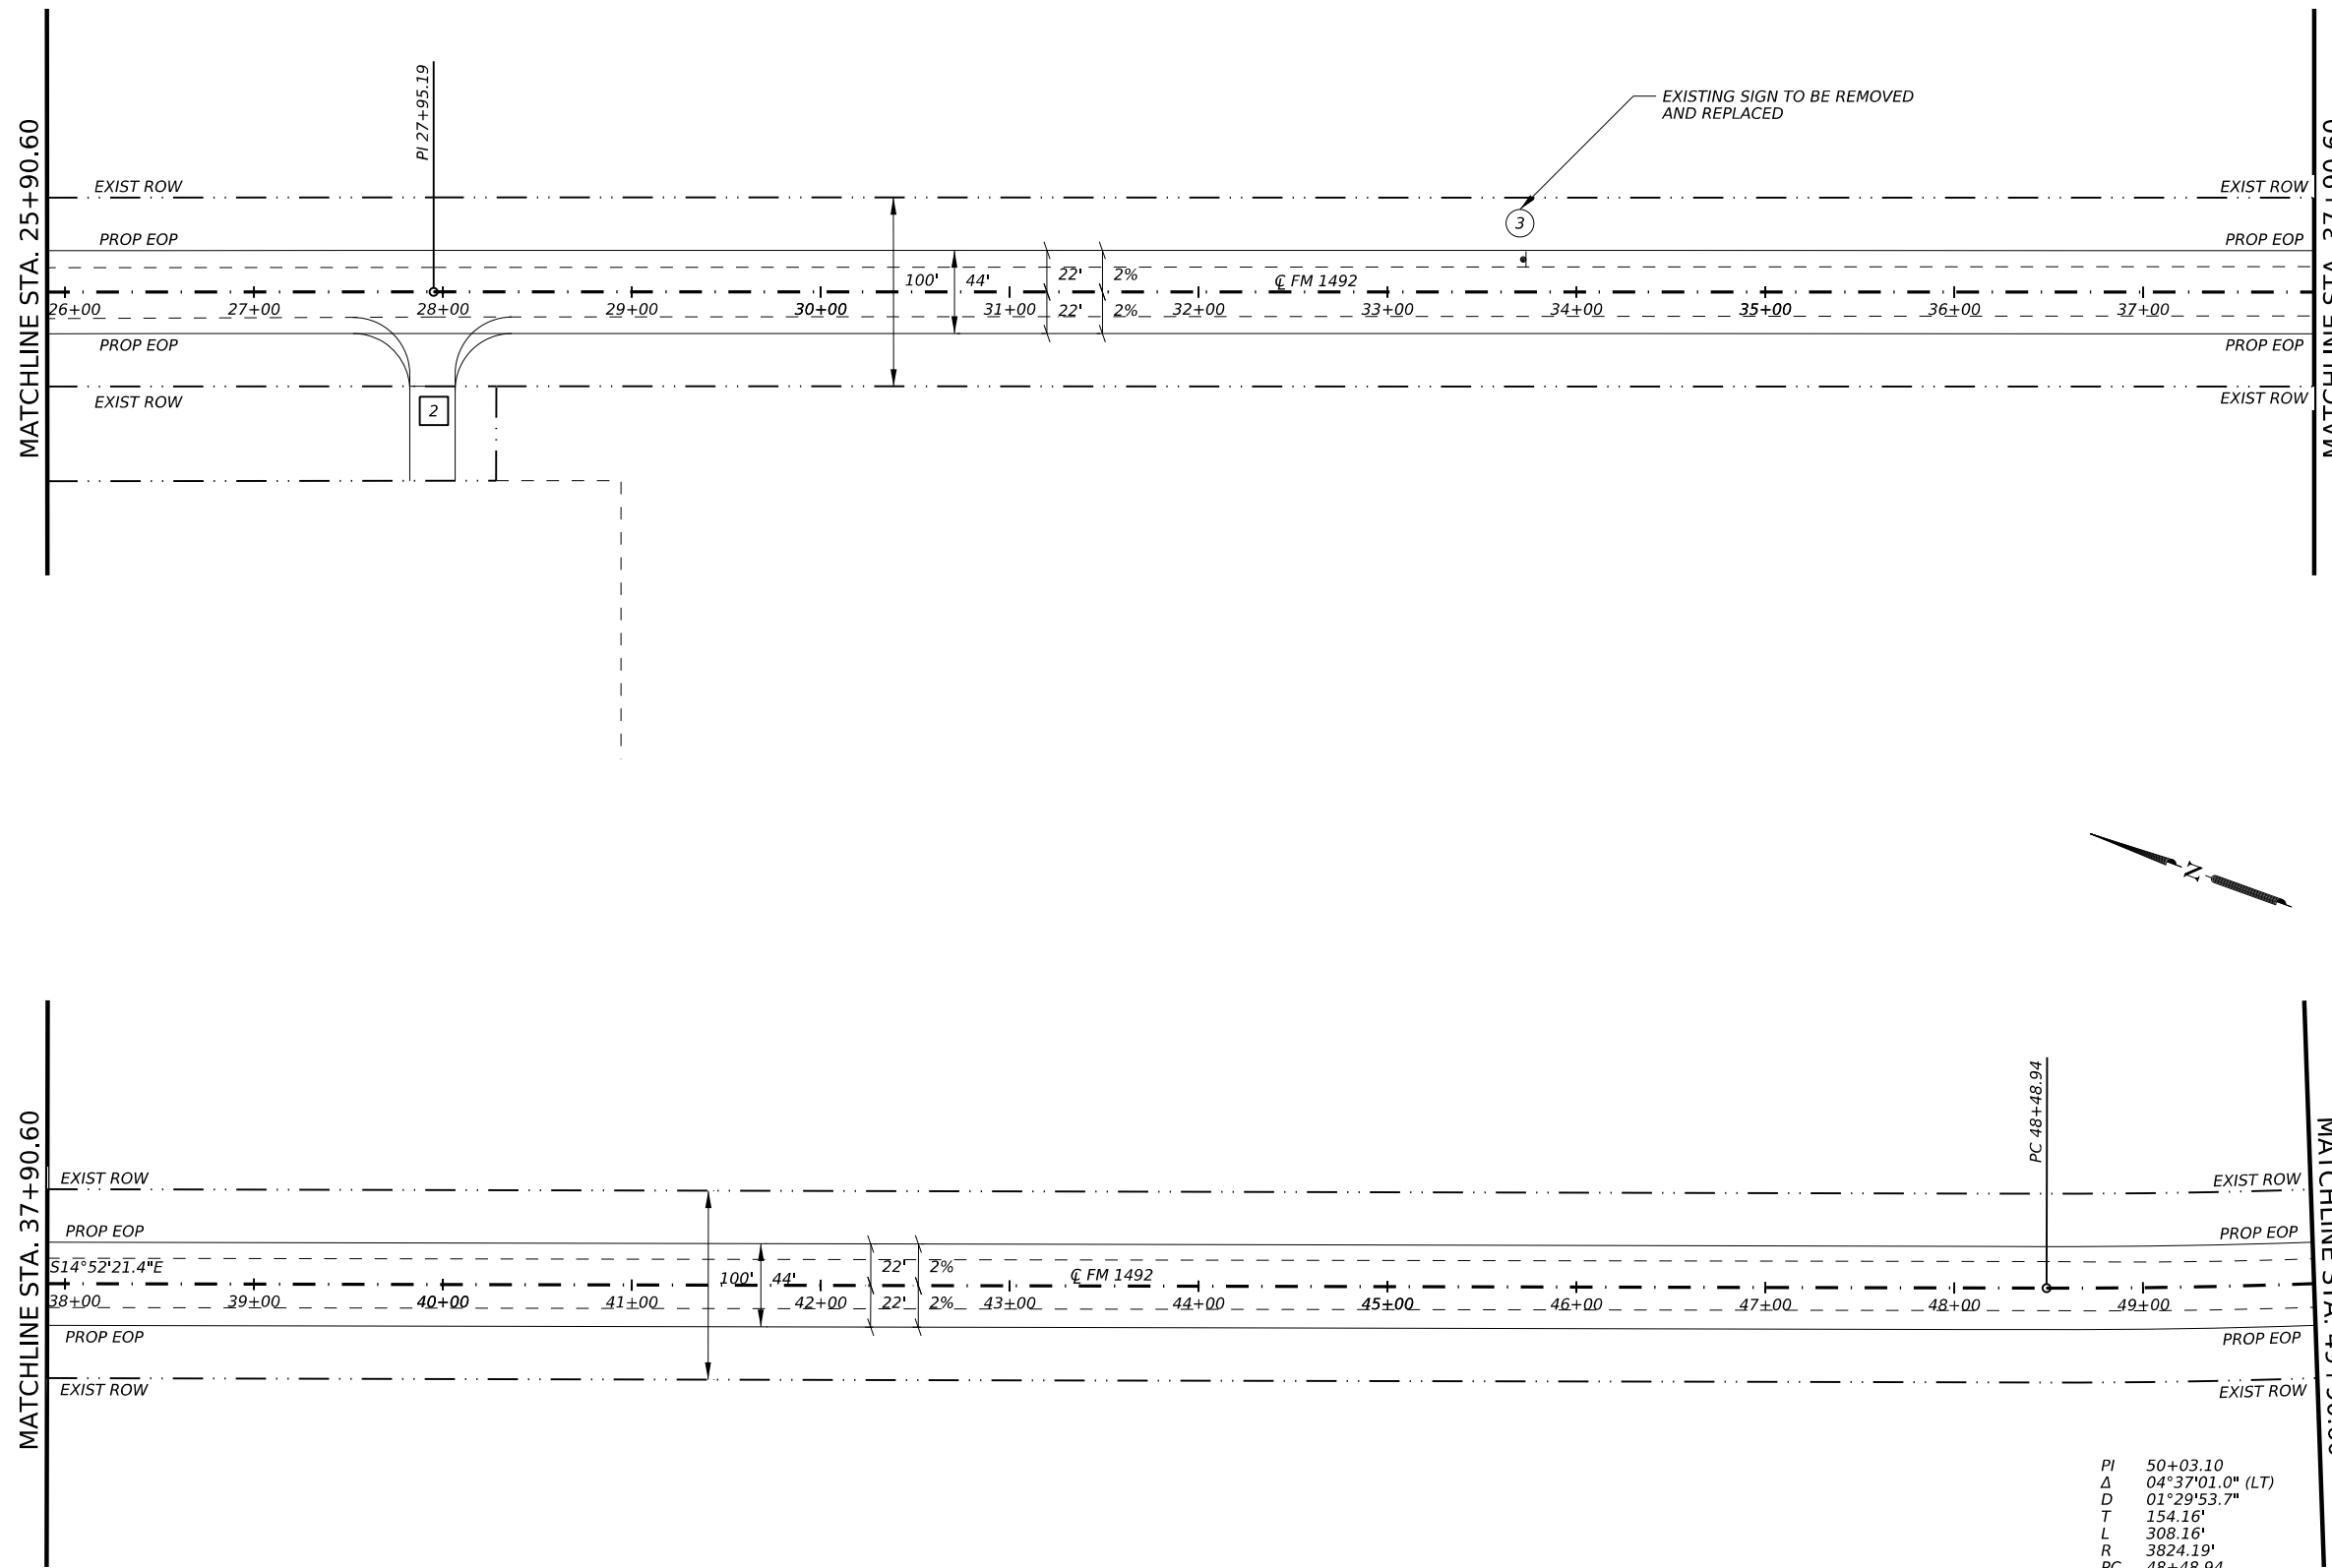 MATCHLINE STA. 25+90.60
PI 27+95.19
EXISTING SIGN TO BE REMOVED
AND REPLACED
EXIST ROW
EXIST ROW
3
PROP EOP
PROP EOP
100'
44'
22'
2%
℄ FM 1492
26+00
27+00
28+00
29+00
30+00
31+00
22'
2%
32+00
33+00
34+00
35+00
36+00
37+00
PROP EOP
PROP EOP
EXIST ROW
EXIST ROW
2
N
MATCHLINE STA. 37+90.60
PC 48+48.94
EXIST ROW
EXIST ROW
PROP EOP
PROP EOP
S14°52'21.4"E
100'
44'
22'
2%
℄ FM 1492
38+00
39+00
40+00
41+00
42+00
22'
2%
43+00
44+00
45+00
46+00
47+00
48+00
49+00
PROP EOP
PROP EOP
EXIST ROW
EXIST ROW
MATCHLINE STA.
PI 50+03.10
Δ 04°37'01.0" (LT)
D 01°29'53.7"
T 154.16'
L 308.16'
R 3824.19'
PC 48+48.94